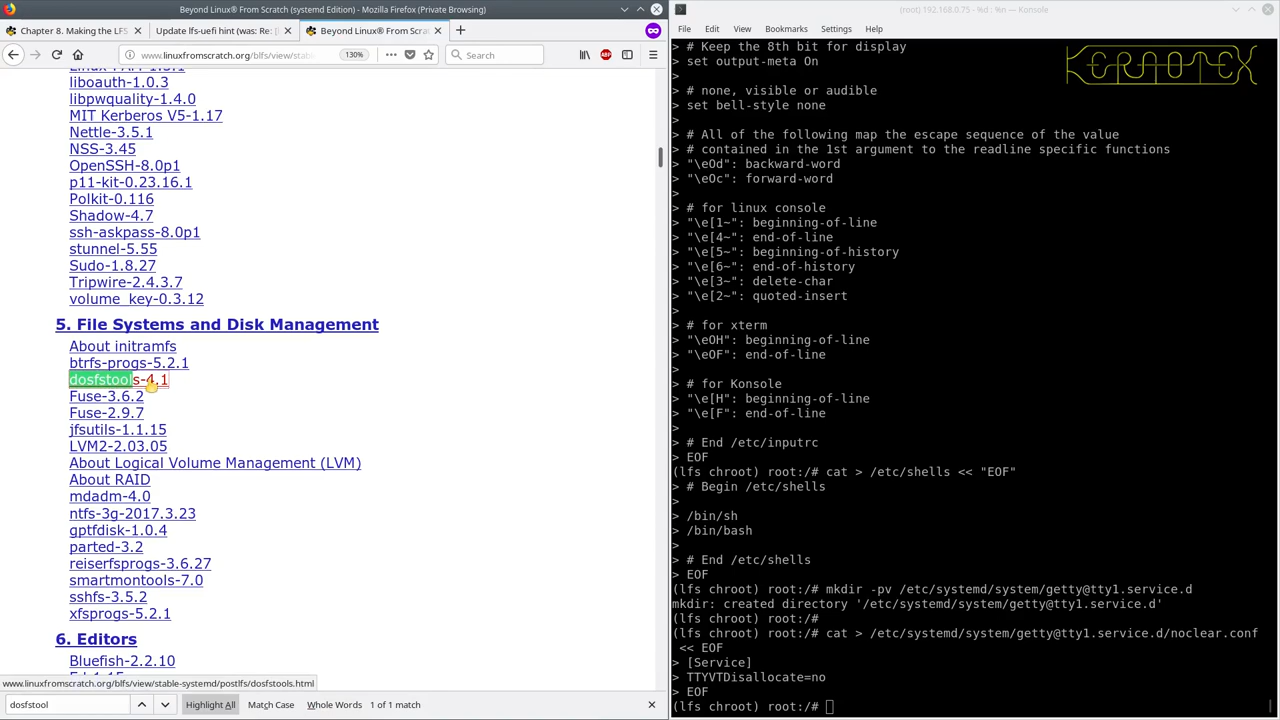 Beyond Linux® From Scratch (systemd Edition) - Mozilla Firefox (Private Browsing)
Chapter 8. Making the LFS
Update lfs-uefi hint (was: Re: [
Beyond Linux® From Scra
www.linuxfromscratch.org/blfs/view/stab
130%
Search
liboauth-1.0.3
libpwquality-1.4.0
MIT Kerberos V5-1.17
Nettle-3.5.1
NSS-3.45
OpenSSH-8.0p1
p11-kit-0.23.16.1
Polkit-0.116
Shadow-4.7
ssh-askpass-8.0p1
stunnel-5.55
Sudo-1.8.27
Tripwire-2.4.3.7
volume_key-0.3.12
5. File Systems and Disk Management
About initramfs
btrfs-progs-5.2.1
dosfstools-4.1
Fuse-3.6.2
Fuse-2.9.7
jfsutils-1.1.15
LVM2-2.03.05
About Logical Volume Management (LVM)
About RAID
mdadm-4.0
ntfs-3g-2017.3.23
gptfdisk-1.0.4
parted-3.2
reiserfsprogs-3.6.27
smartmontools-7.0
sshfs-3.5.2
xfsprogs-5.2.1
6. Editors
Bluefish-2.2.10
www.linuxfromscratch.org/blfs/view/stable-systemd/postlfs/dosfstools.html
dosfstool
Highlight All
Match Case
Whole Words
1 of 1 match
(root) 192.168.0.75 - %d : %n — Konsole
File Edit View Bookmarks Settings Help
KERAOTEX
> # Keep the 8th bit for display
> set output-meta On
>
> # none, visible or audible
> set bell-style none
>
> # All of the following map the escape sequence of the value
> # contained in the 1st argument to the readline specific functions
> "\eOd": backward-word
> "\eOc": forward-word
>
> # for linux console
> "\e[1~": beginning-of-line
> "\e[4~": end-of-line
> "\e[5~": beginning-of-history
> "\e[6~": end-of-history
> "\e[3~": delete-char
> "\e[2~": quoted-insert
>
> # for xterm
> "\eOH": beginning-of-line
> "\eOF": end-of-line
>
> # for Konsole
> "\e[H": beginning-of-line
> "\e[F": end-of-line
>
> # End /etc/inputrc
> EOF
(lfs chroot) root:/# cat > /etc/shells << "EOF"
> # Begin /etc/shells
>
> /bin/sh
> /bin/bash
>
> # End /etc/shells
> EOF
(lfs chroot) root:/# mkdir -pv /etc/systemd/system/getty@tty1.service.d
mkdir: created directory '/etc/systemd/system/getty@tty1.service.d'
(lfs chroot) root:/#
(lfs chroot) root:/# cat > /etc/systemd/system/getty@tty1.service.d/noclear.conf
<< EOF
> [Service]
> TTYVTDisallocate=no
> EOF
(lfs chroot) root:/#